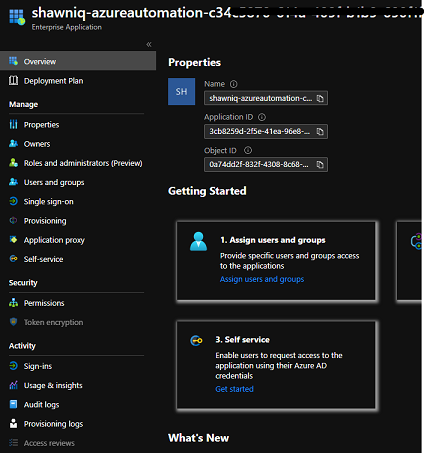 shawniq-azureautomation-c34
Enterprise Application
«
Overview
Deployment Plan
Manage
Properties
Owners
Roles and administrators (Preview)
Users and groups
Single sign-on
Provisioning
Application proxy
Self-service
Security
Permissions
Token encryption
Activity
Sign-ins
Usage & insights
Audit logs
Provisioning logs
Access reviews
Properties
SH
Name
shawniq-azureautomation-c...
Application ID
3cb8259d-2f5e-41ea-96e8-...
Object ID
0a74dd2f-832f-4308-8c68-...
Getting Started
1. Assign users and groups
Provide specific users and groups access
to the applications
Assign users and groups
3. Self service
Enable users to request access to the
application using their Azure AD
credentials
Get started
What's New